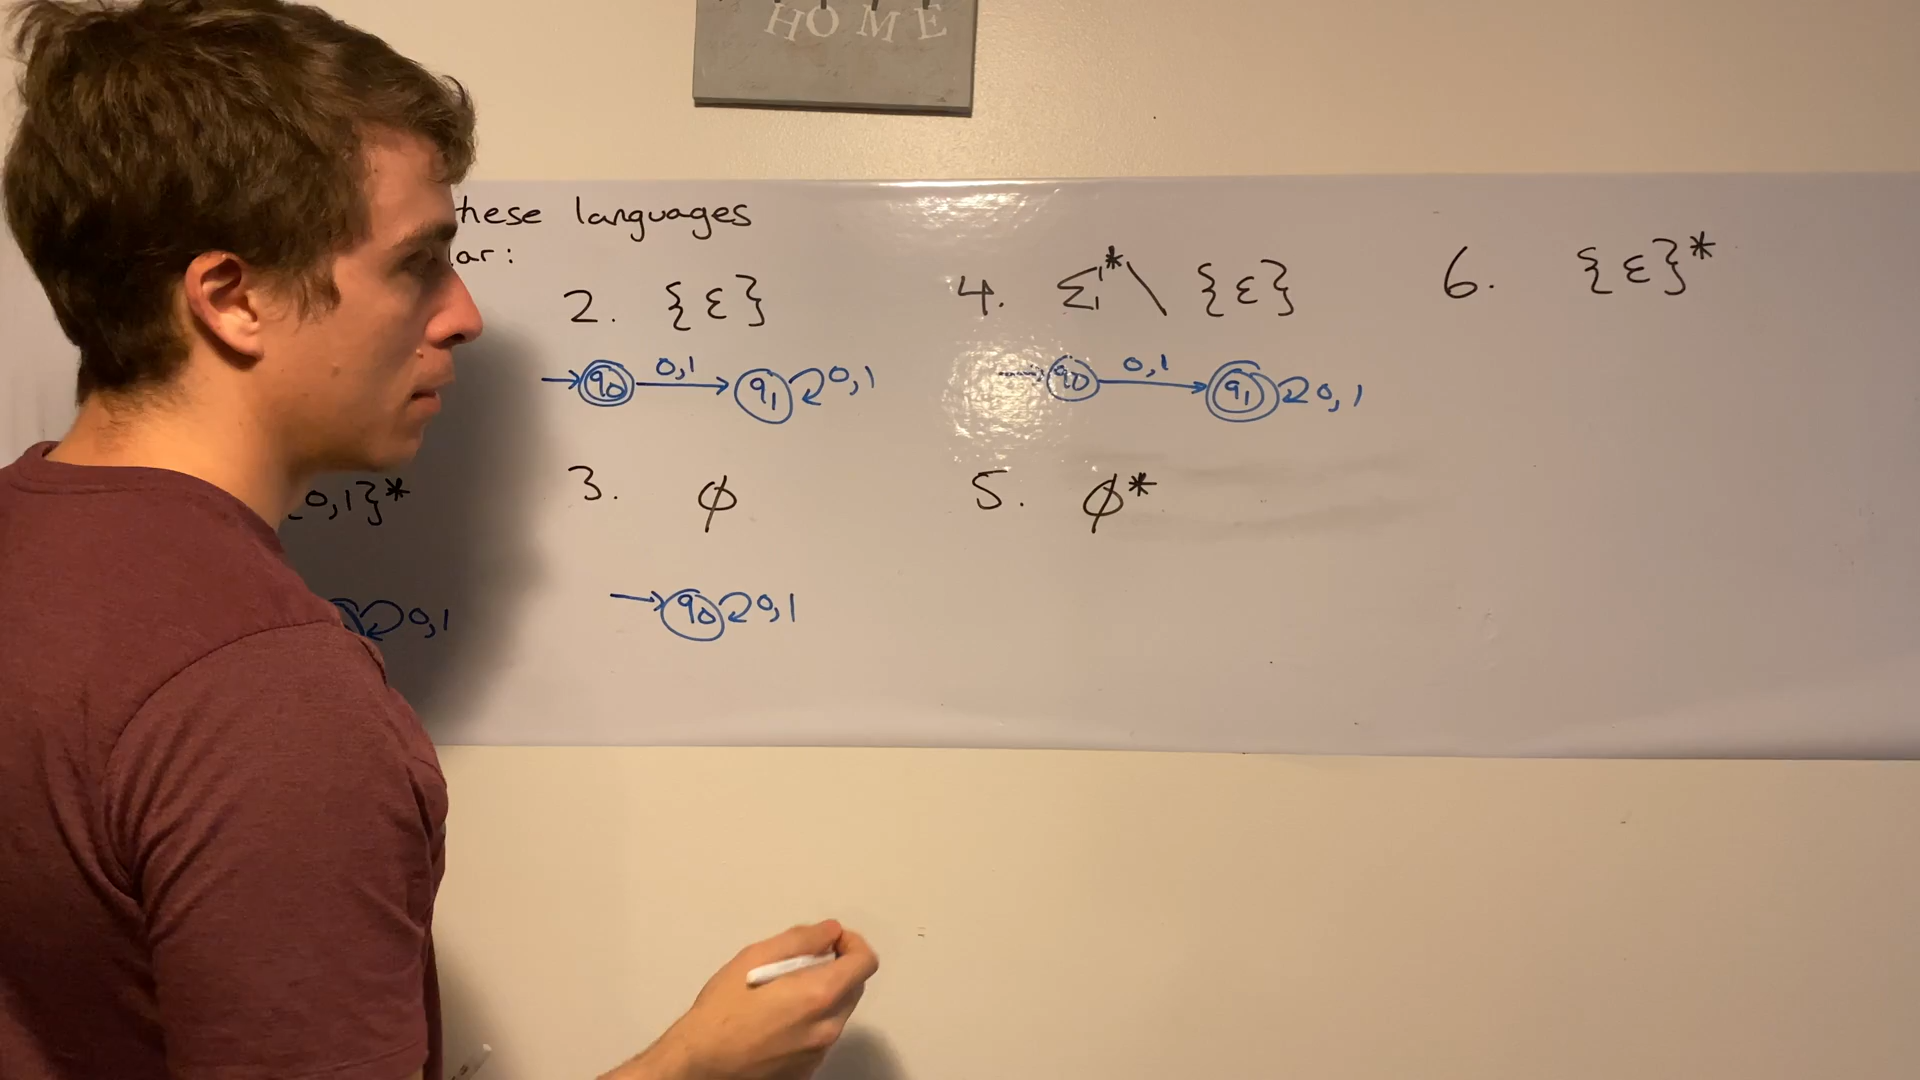 HOME
these languages
lar:
2. {ε}
q0 0,1 q1 0,1
3. ϕ
q0 0,1
4. Σ* \ {ε}
q0 0,1 q1 0,1
5. ϕ*
6. {ε}*
0,1}*
0,1